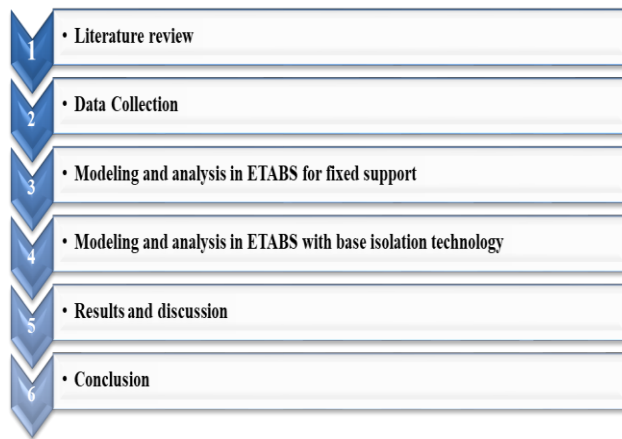 1
• Literature review
2
• Data Collection
3
• Modeling and analysis in ETABS for fixed support
4
• Modeling and analysis in ETABS with base isolation technology
5
• Results and discussion
6
• Conclusion